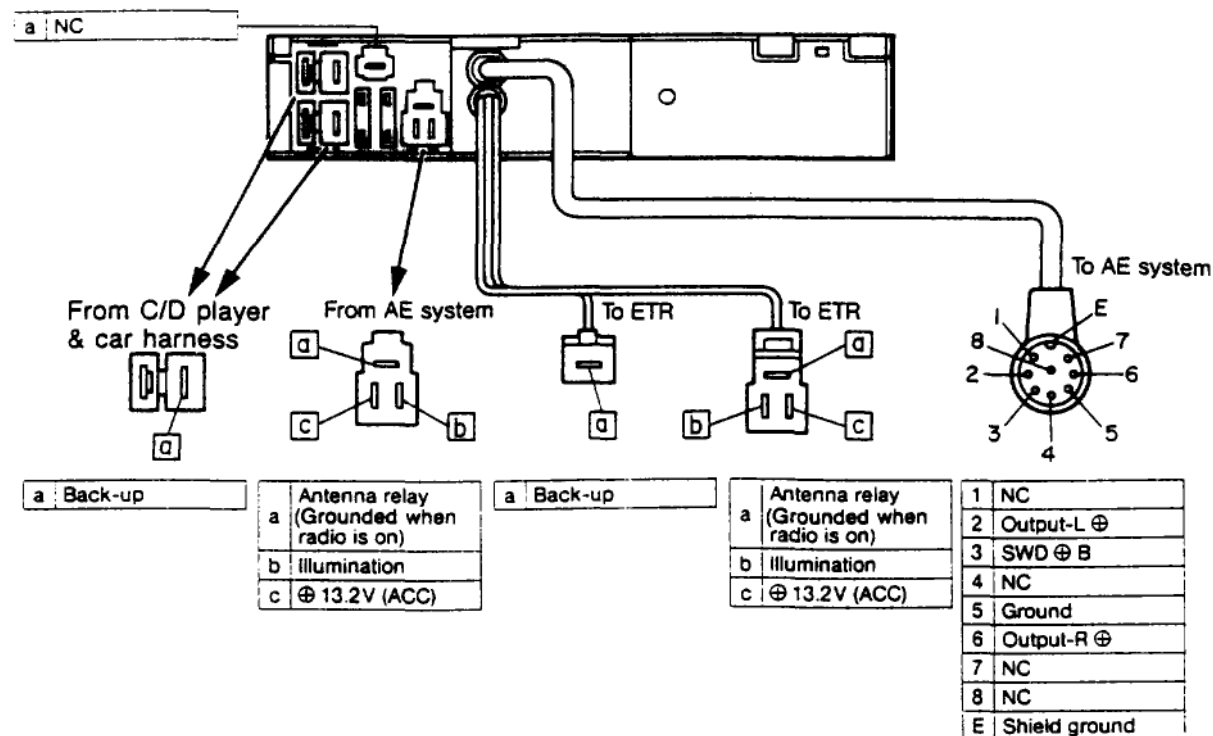 a NC
To AE system
From C/D player
& car harness
From AE system
To ETR
To ETR
a
a
c
b
a
a
b
c
1
E
8
7
2
6
3
5
4
a Back-up
a Antenna relay
(Grounded when
radio is on)
b Illumination
c ⊕ 13.2V (ACC)
a Back-up
a Antenna relay
(Grounded when
radio is on)
b Illumination
c ⊕ 13.2V (ACC)
1 NC
2 Output-L ⊕
3 SWD ⊕ B
4 NC
5 Ground
6 Output-R ⊕
7 NC
8 NC
E Shield ground